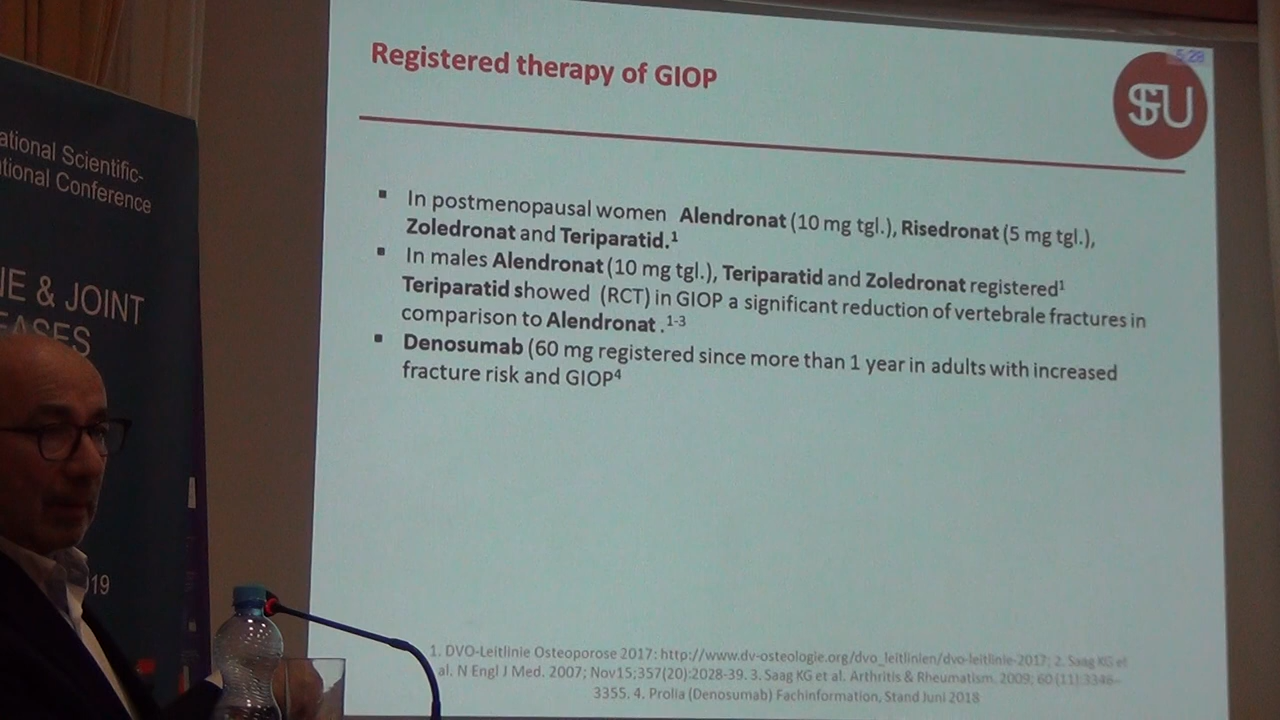 ational Scientific-
tional Conference
E & JOINT
EASES
19
Registered therapy of GIOP
5:28
SFU
▪ In postmenopausal women Alendronat (10 mg tgl.), Risedronat (5 mg tgl.),
Zoledronat and Teriparatid.¹
▪ In males Alendronat (10 mg tgl.), Teriparatid and Zoledronat registered¹
Teriparatid showed (RCT) in GIOP a significant reduction of vertebrale fractures in
comparison to Alendronat .¹⁻³
▪ Denosumab (60 mg registered since more than 1 year in adults with increased
fracture risk and GIOP⁴
1. DVO-Leitlinie Osteoporose 2017: http://www.dv-osteologie.org/dvo_leitlinien/dvo-leitlinie-2017; 2. Saag KG et
al. N Engl J Med. 2007; Nov15;357(20):2028-39. 3. Saag KG et al. Arthritis & Rheumatism. 2009; 60(11):3346–
3355. 4. Prolia (Denosumab) Fachinformation, Stand Juni 2018